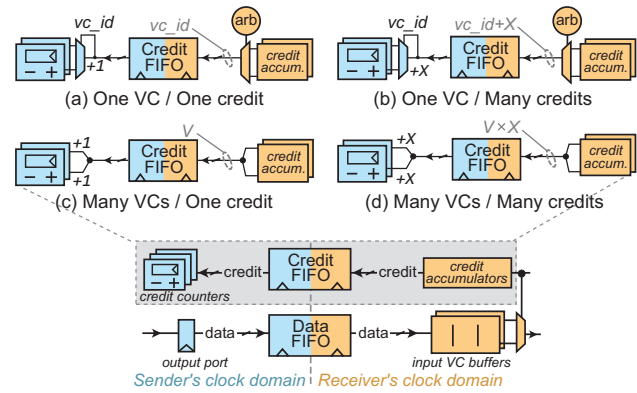 vc_id
vc_id
arb
+1
Credit
FIFO
credit
accum.
(a) One VC / One credit
vc_id
vc_id+X
arb
+X
Credit
FIFO
credit
accum.
(b) One VC / Many credits
+1
+1
V
Credit
FIFO
credit
accum.
(c) Many VCs / One credit
+X
+X
V×X
Credit
FIFO
credit
accum.
(d) Many VCs / Many credits
credit
Credit
FIFO
credit
credit
accumulators
credit counters
data
Data
FIFO
data
output port
input VC buffers
Sender's clock domain
Receiver's clock domain